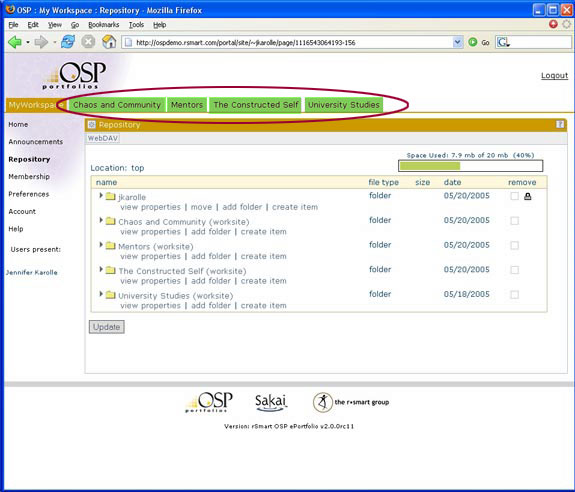 OSP : My Workspace : Repository - Mozilla Firefox
File Edit View Go Bookmarks Tools Help
http://ospdemo.rsmart.com/portal/site/~jkarolle/page/1116543064193-156 Go
OSP
portfolios
Logout
MyWorkspace Chaos and Community Mentors The Constructed Self University Studies
Home
Announcements
Repository
Membership
Preferences
Account
Help
Users present:
Jennifer Karolle
Repository ?
WebDAV
Space Used: 7.9 mb of 20 mb (40%)
Location: top
name file type size date remove
jkarolle folder 05/20/2005
view properties | move | add folder | create item
Chaos and Community (worksite) folder 05/20/2005
view properties | add folder | create item
Mentors (worksite) folder 05/20/2005
view properties | add folder | create item
The Constructed Self (worksite) folder 05/20/2005
view properties | add folder | create item
University Studies (worksite) folder 05/18/2005
view properties | add folder | create item
Update
OSP
portfolios
Sakai
the r•smart group
Version: rSmart OSP ePortfolio v2.0.0rc11